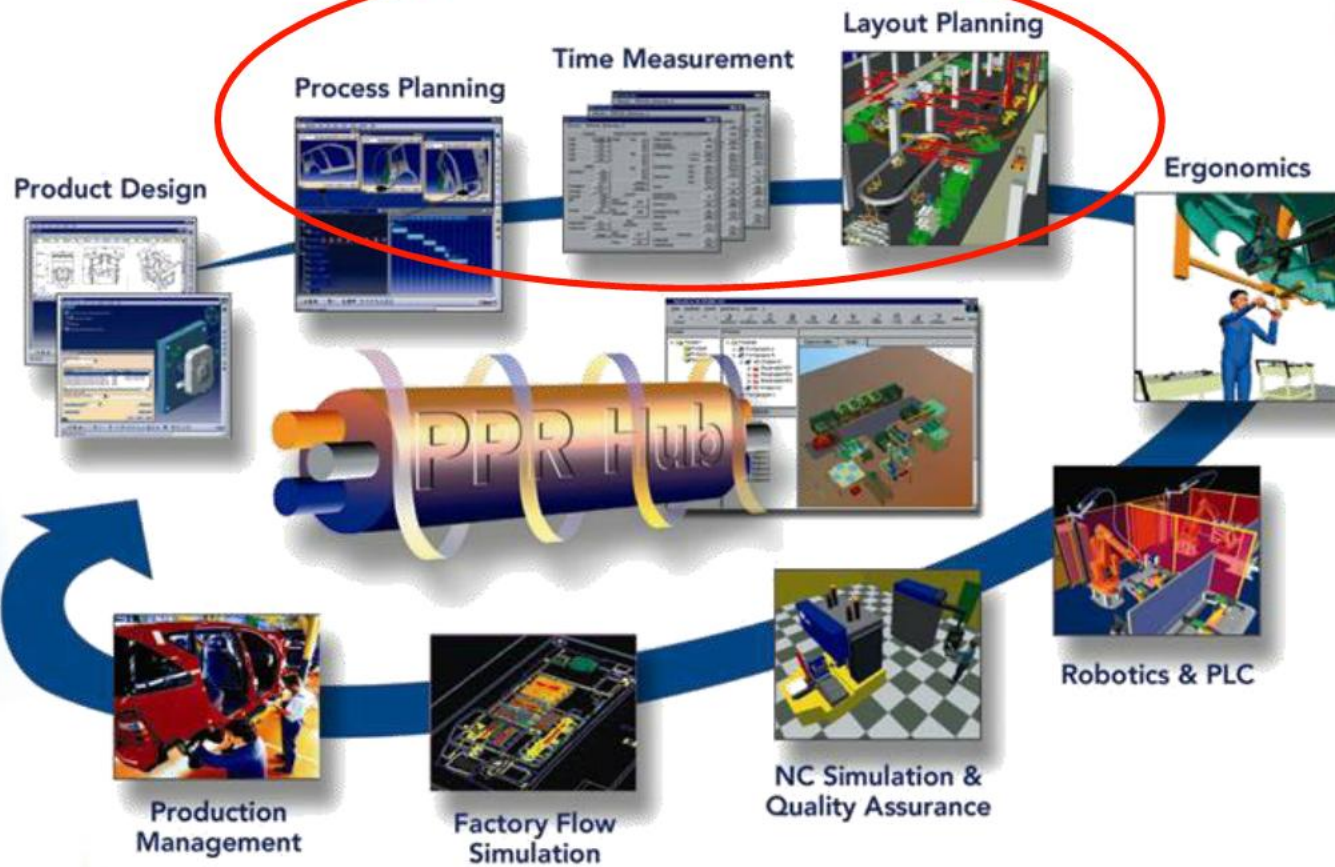 Layout Planning
Time Measurement
Process Planning
Ergonomics
Product Design
PPR Hub
Robotics & PLC
NC Simulation &
Quality Assurance
Production
Management
Factory Flow
Simulation